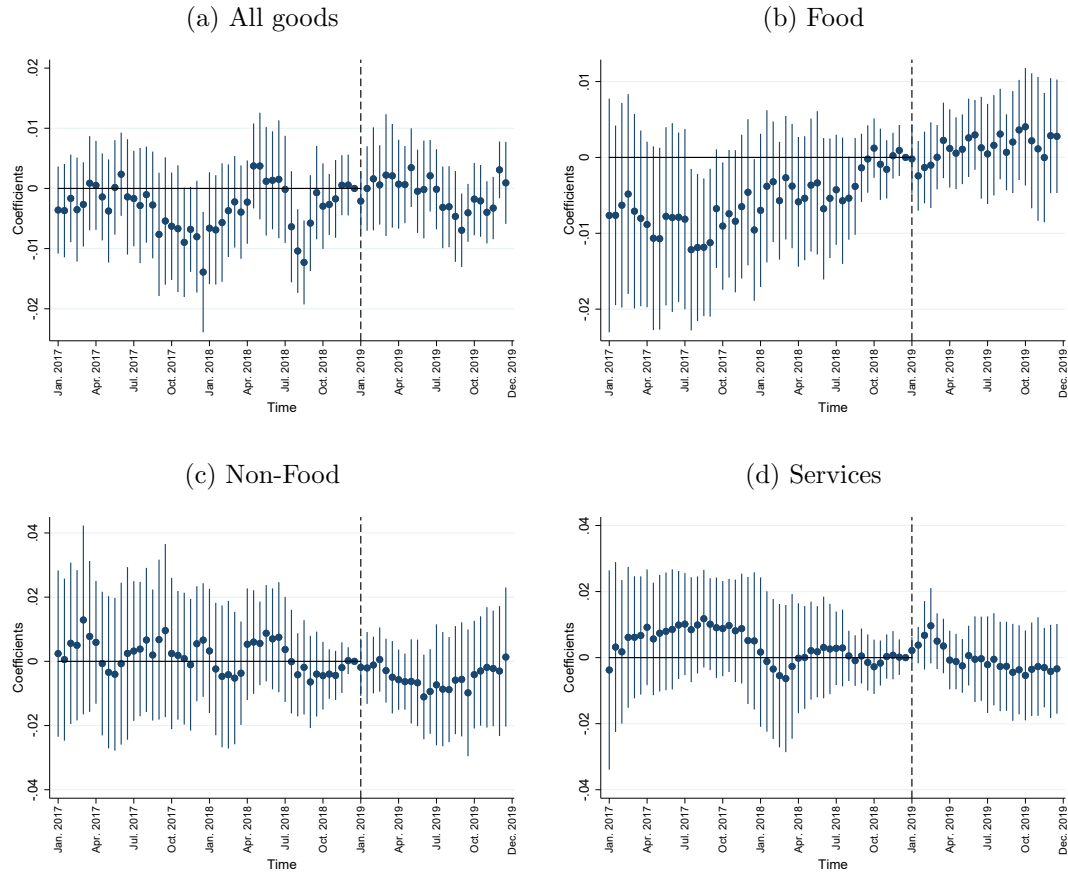 (a) All goods
.02
.01
0
-.01
-.02
Coefficients
Jan. 2017
Apr. 2017
Jul. 2017
Oct. 2017
Jan. 2018
Apr. 2018
Jul. 2018
Oct. 2018
Jan. 2019
Apr. 2019
Jul. 2019
Oct. 2019
Dec. 2019
Time
(b) Food
.01
0
-.01
-.02
Coefficients
Jan. 2017
Apr. 2017
Jul. 2017
Oct. 2017
Jan. 2018
Apr. 2018
Jul. 2018
Oct. 2018
Jan. 2019
Apr. 2019
Jul. 2019
Oct. 2019
Dec. 2019
Time
(c) Non-Food
.04
.02
0
-.02
-.04
Coefficients
Jan. 2017
Apr. 2017
Jul. 2017
Oct. 2017
Jan. 2018
Apr. 2018
Jul. 2018
Oct. 2018
Jan. 2019
Apr. 2019
Jul. 2019
Oct. 2019
Dec. 2019
Time
(d) Services
.04
.02
0
-.02
-.04
Coefficients
Jan. 2017
Apr. 2017
Jul. 2017
Oct. 2017
Jan. 2018
Apr. 2018
Jul. 2018
Oct. 2018
Jan. 2019
Apr. 2019
Jul. 2019
Oct. 2019
Dec. 2019
Time